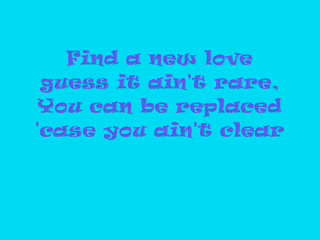 Find a new love
guess it ain't rare,
You can be replaced
'case you ain't clear